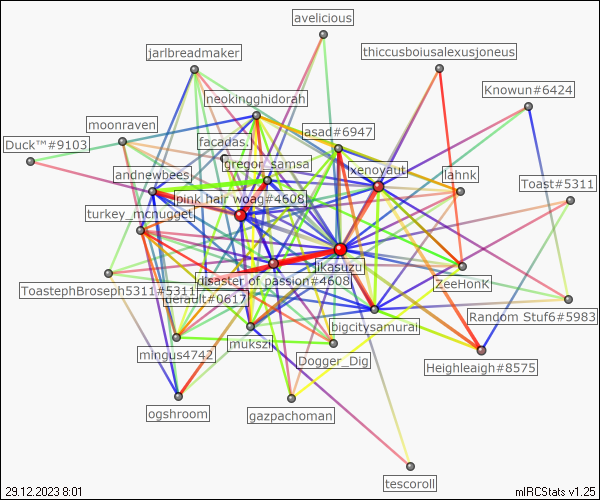 avelicious
jarlbreadmaker
thiccusboiusalexusjoneus
Knowun#6424
neokingghidorah
moonraven
asad#6947
Duck™#9103
facadas.
gregor_samsa
ixenoyaut
andnewbees
lahnk
Toast#5311
pink hair woag#4608
turkey_mcnugget
ikasuzu
disaster of passion#4608
ZeeHonK
ToastephBroseph5311#5311
default#0617
Random Stuf6#5983
bigcitysamurai
mukszi
mingus4742
Dogger_Dig
Heighleaigh#8575
ogshroom
gazpachoman
tescoroll
29.12.2023 8:01
mIRCStats v1.25